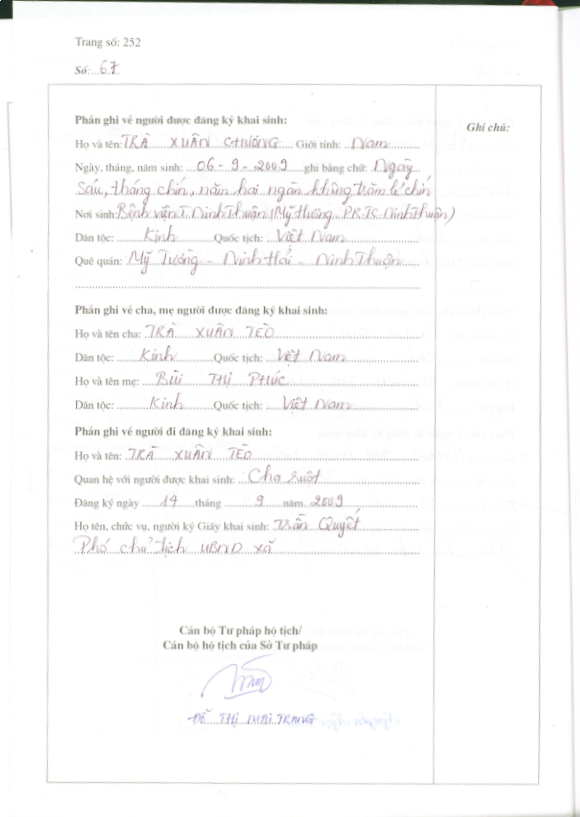 Trang số: 252
Số: 67
Phần ghi về người được đăng ký khai sinh:
Ghi chú:
Họ và tên: TRÀ XUÂN CHƯƠNG Giới tính: Nam
Ngày, tháng, năm sinh: 06-9-2009 ghi bằng chữ: Ngày
Sáu, tháng chín, năm hai ngàn không trăm lẻ chín
Nơi sinh: Bệnh viện T. Ninh Thuận (Mỹ Hương PR.TC Ninh Thuận)
Dân tộc: Kinh Quốc tịch: Việt Nam
Quê quán: Mỹ Tường - Ninh Hải - Ninh Thuận
Phần ghi về cha, mẹ người được đăng ký khai sinh:
Họ và tên cha: TRÀ XUÂN TÈO
Dân tộc: Kinh Quốc tịch: Việt Nam
Họ và tên mẹ: BÙI THỊ PHÚC
Dân tộc: Kinh Quốc tịch: Việt Nam
Phần ghi về người đi đăng ký khai sinh:
Họ và tên: TRÀ XUÂN TÈO
Quan hệ với người được khai sinh: Cha ruột
Đăng ký ngày 14 tháng 9 năm 2009
Họ tên, chức vụ, người ký Giấy khai sinh: Trần Quyết
Phó chủ tịch UBND xã
Cán bộ Tư pháp hộ tịch/
Cán bộ hộ tịch của Sở Tư pháp
ĐỖ THỊ MAI TRANG